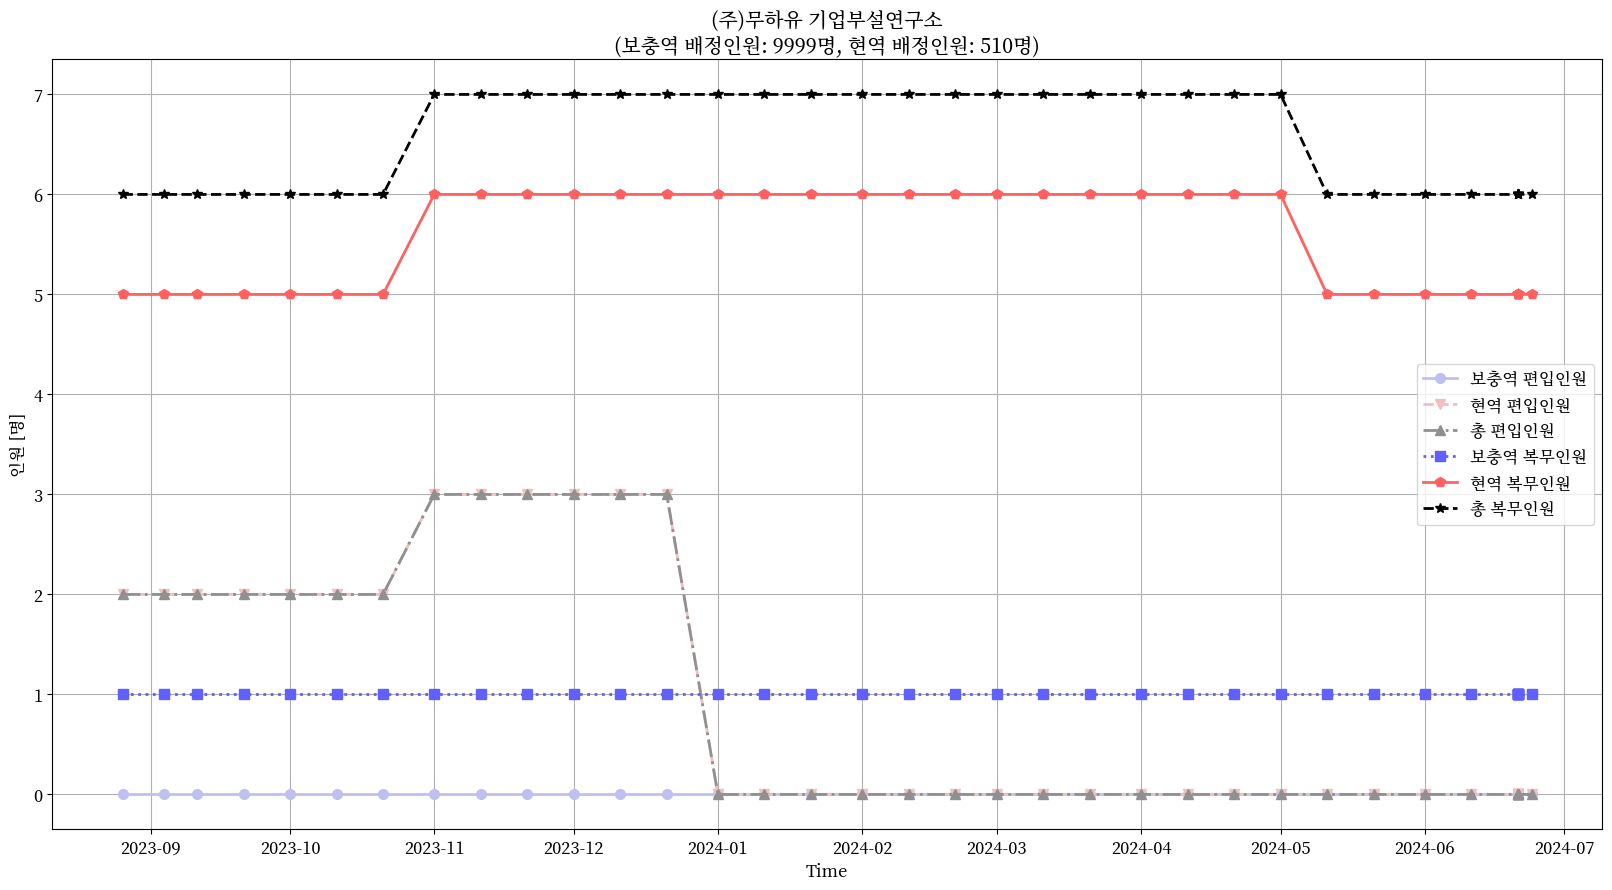 (주)무하유 기업부설연구소
(보충역 배정인원: 9999명, 현역 배정인원: 510명)
인원 [명]
7
6
5
4
3
2
1
0
보충역 편입인원
현역 편입인원
총 편입인원
보충역 복무인원
현역 복무인원
총 복무인원
2023-09 2023-10 2023-11 2023-12 2024-01 2024-02 2024-03 2024-04 2024-05 2024-06 2024-07
Time